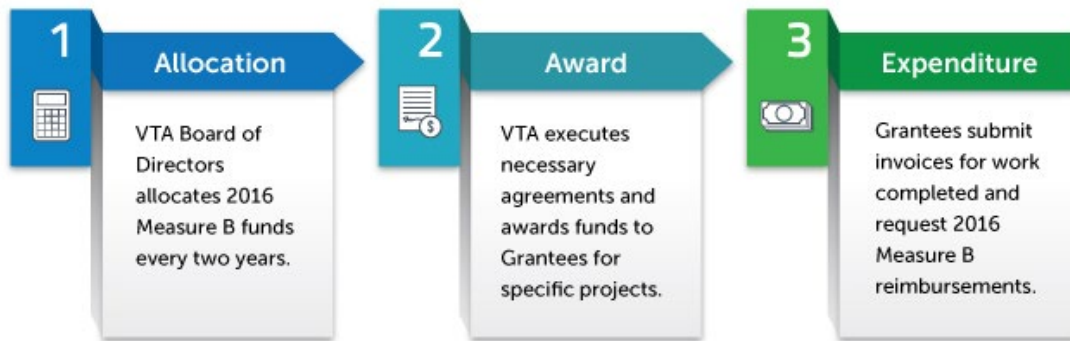 1
Allocation
VTA Board of
Directors
allocates 2016
Measure B funds
every two years.
2
Award
VTA executes
necessary
agreements and
awards funds to
Grantees for
specific projects.
3
Expenditure
Grantees submit
invoices for work
completed and
request 2016
Measure B
reimbursements.